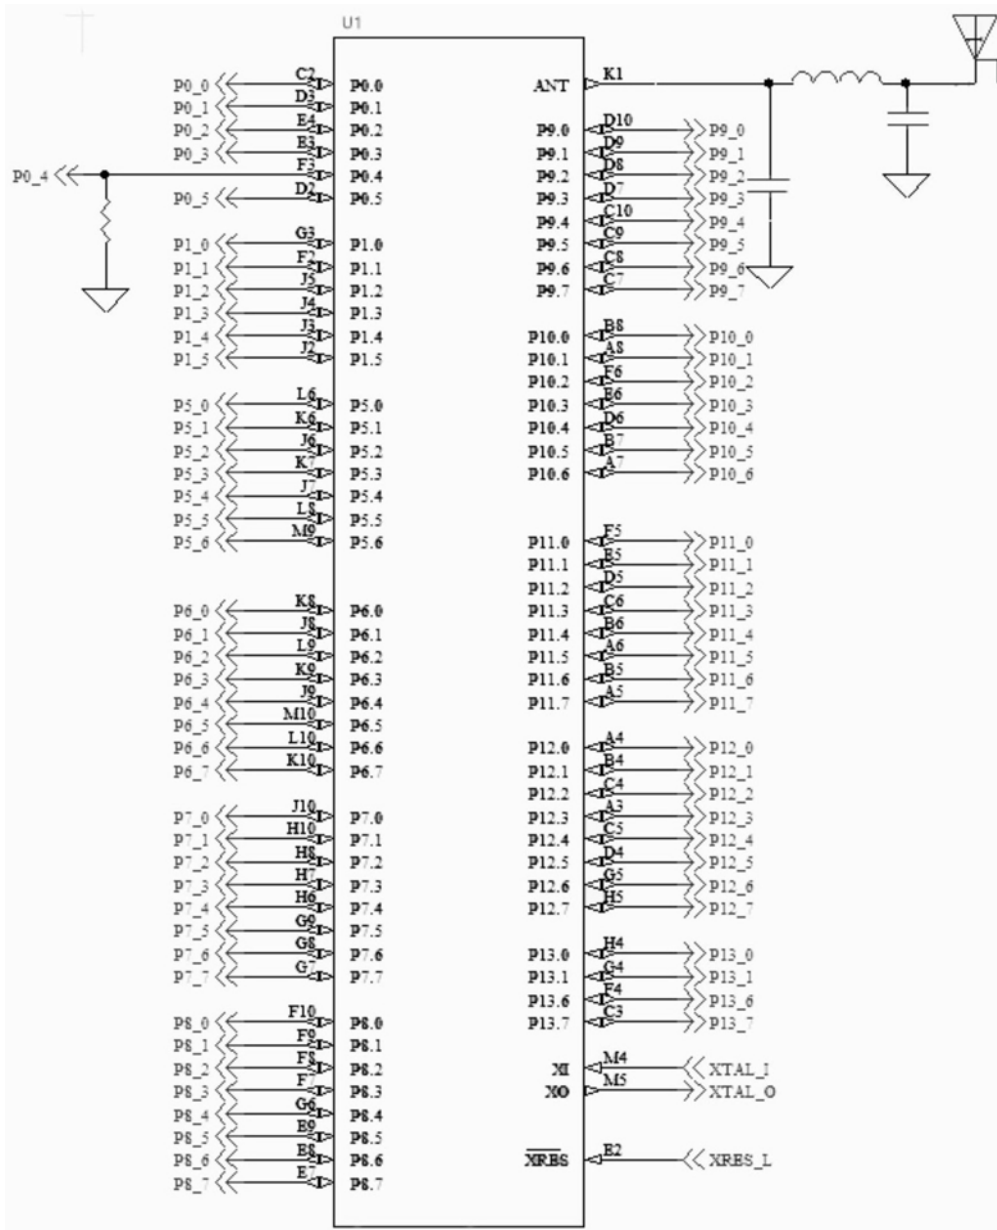 U1
P0_0 C2 P0.0 ANT K1
P0_1 D3 P0.1
P0_2 E4 P0.2 P9.0 D10 P9_0
P0_3 E3 P0.3 P9.1 D9 P9_1
P0_4 F3 P0.4 P9.2 D8 P9_2
P0_5 D2 P0.5 P9.3 D7 P9_3
P9.4 C10 P9_4
P1_0 G3 P1.0 P9.5 C9 P9_5
P1_1 F2 P1.1 P9.6 C8 P9_6
P1_2 J5 P1.2 P9.7 C7 P9_7
P1_3 J4 P1.3
P1_4 J3 P1.4 P10.0 B8 P10_0
P1_5 J2 P1.5 P10.1 A8 P10_1
P10.2 F6 P10_2
P5_0 L6 P5.0 P10.3 E6 P10_3
P5_1 K6 P5.1 P10.4 D6 P10_4
P5_2 J6 P5.2 P10.5 B7 P10_5
P5_3 K7 P5.3 P10.6 A7 P10_6
P5_4 J7 P5.4
P5_5 L8 P5.5
P5_6 M9 P5.6 P11.0 F5 P11_0
P11.1 E5 P11_1
P11.2 D5 P11_2
P6_0 K8 P6.0 P11.3 C6 P11_3
P6_1 J8 P6.1 P11.4 B6 P11_4
P6_2 L9 P6.2 P11.5 A6 P11_5
P6_3 K9 P6.3 P11.6 B5 P11_6
P6_4 J9 P6.4 P11.7 A5 P11_7
P6_5 M10 P6.5
P6_6 L10 P6.6 P12.0 A4 P12_0
P6_7 K10 P6.7 P12.1 B4 P12_1
P12.2 C4 P12_2
P7_0 J10 P7.0 P12.3 A3 P12_3
P7_1 H10 P7.1 P12.4 C5 P12_4
P7_2 H8 P7.2 P12.5 D4 P12_5
P7_3 H7 P7.3 P12.6 G5 P12_6
P7_4 H6 P7.4 P12.7 H5 P12_7
P7_5 G9 P7.5
P7_6 G8 P7.6 P13.0 H4 P13_0
P7_7 G7 P7.7 P13.1 G4 P13_1
P13.6 F4 P13_6
P8_0 F10 P8.0 P13.7 C3 P13_7
P8_1 F9 P8.1
P8_2 F8 P8.2 XI M4 XTAL_I
P8_3 F7 P8.3 XO M5 XTAL_O
P8_4 G6 P8.4
P8_5 E9 P8.5
P8_6 E8 P8.6 XRES E2 XRES_L
P8_7 E7 P8.7